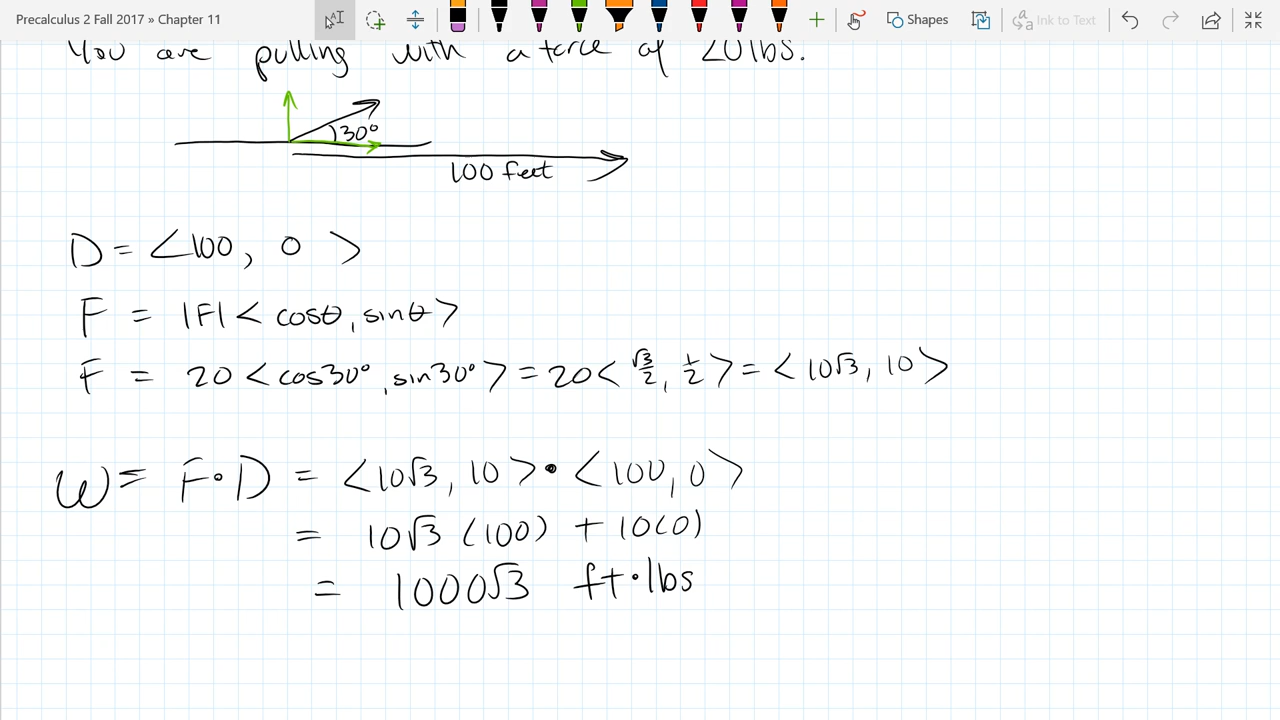 Precalculus 2 Fall 2017 » Chapter 11
Shapes
Ink to Text
You are pulling with a force of 20 lbs.
30°
100 feet
D = <100, 0 >
F = |F| < cosθ, sinθ >
F = 20 < cos30°, sin30° > = 20 < √3/2, 1/2 > = < 10√3, 10 >
W = F·D = < 10√3, 10 > • < 100, 0 >
= 10√3 (100) + 10(0)
= 1000√3 ft·lbs